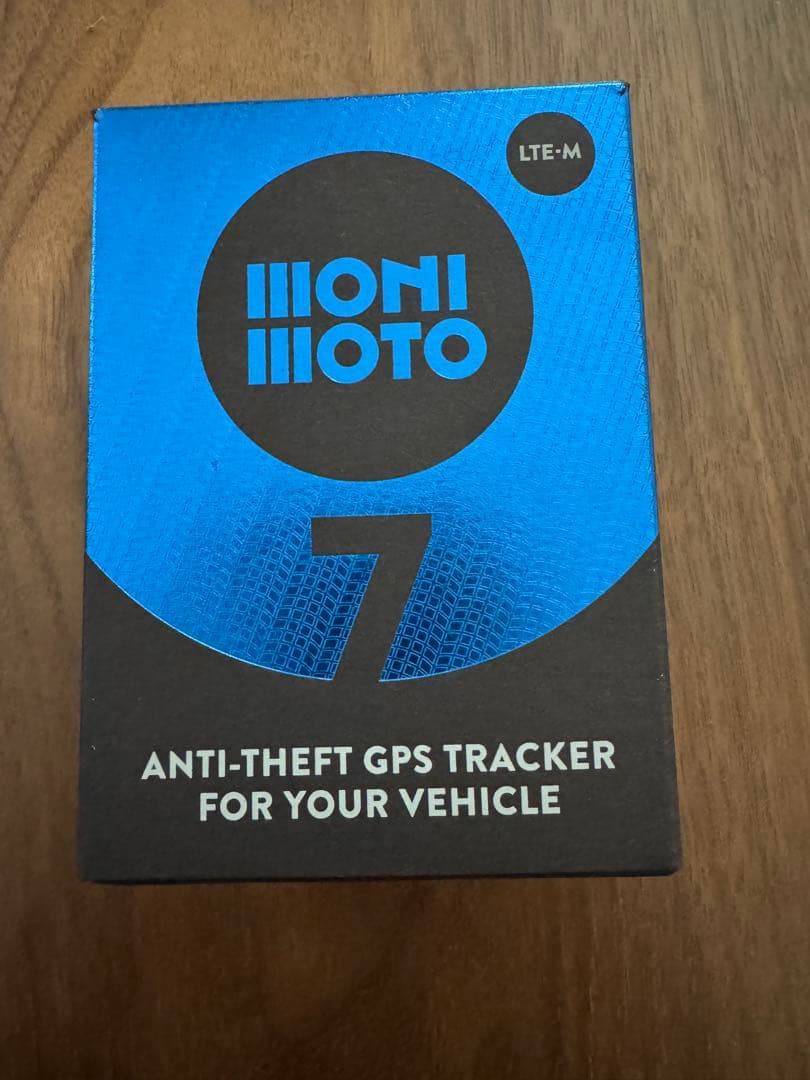 LTE-M
MONI
MOTO
7
ANTI-THEFT GPS TRACKER
FOR YOUR VEHICLE